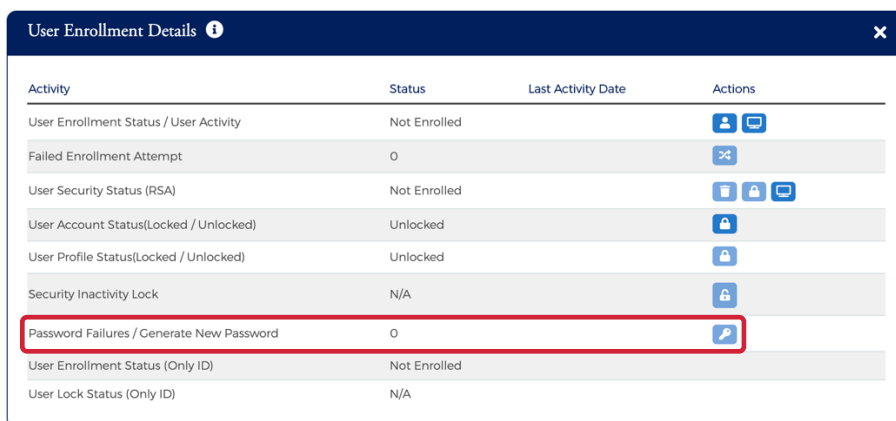 User Enrollment Details
Activity Status Last Activity Date Actions
User Enrollment Status / User Activity Not Enrolled
Failed Enrollment Attempt 0
User Security Status (RSA) Not Enrolled
User Account Status(Locked / Unlocked) Unlocked
User Profile Status(Locked / Unlocked) Unlocked
Security Inactivity Lock N/A
Password Failures / Generate New Password 0
User Enrollment Status (Only ID) Not Enrolled
User Lock Status (Only ID) N/A